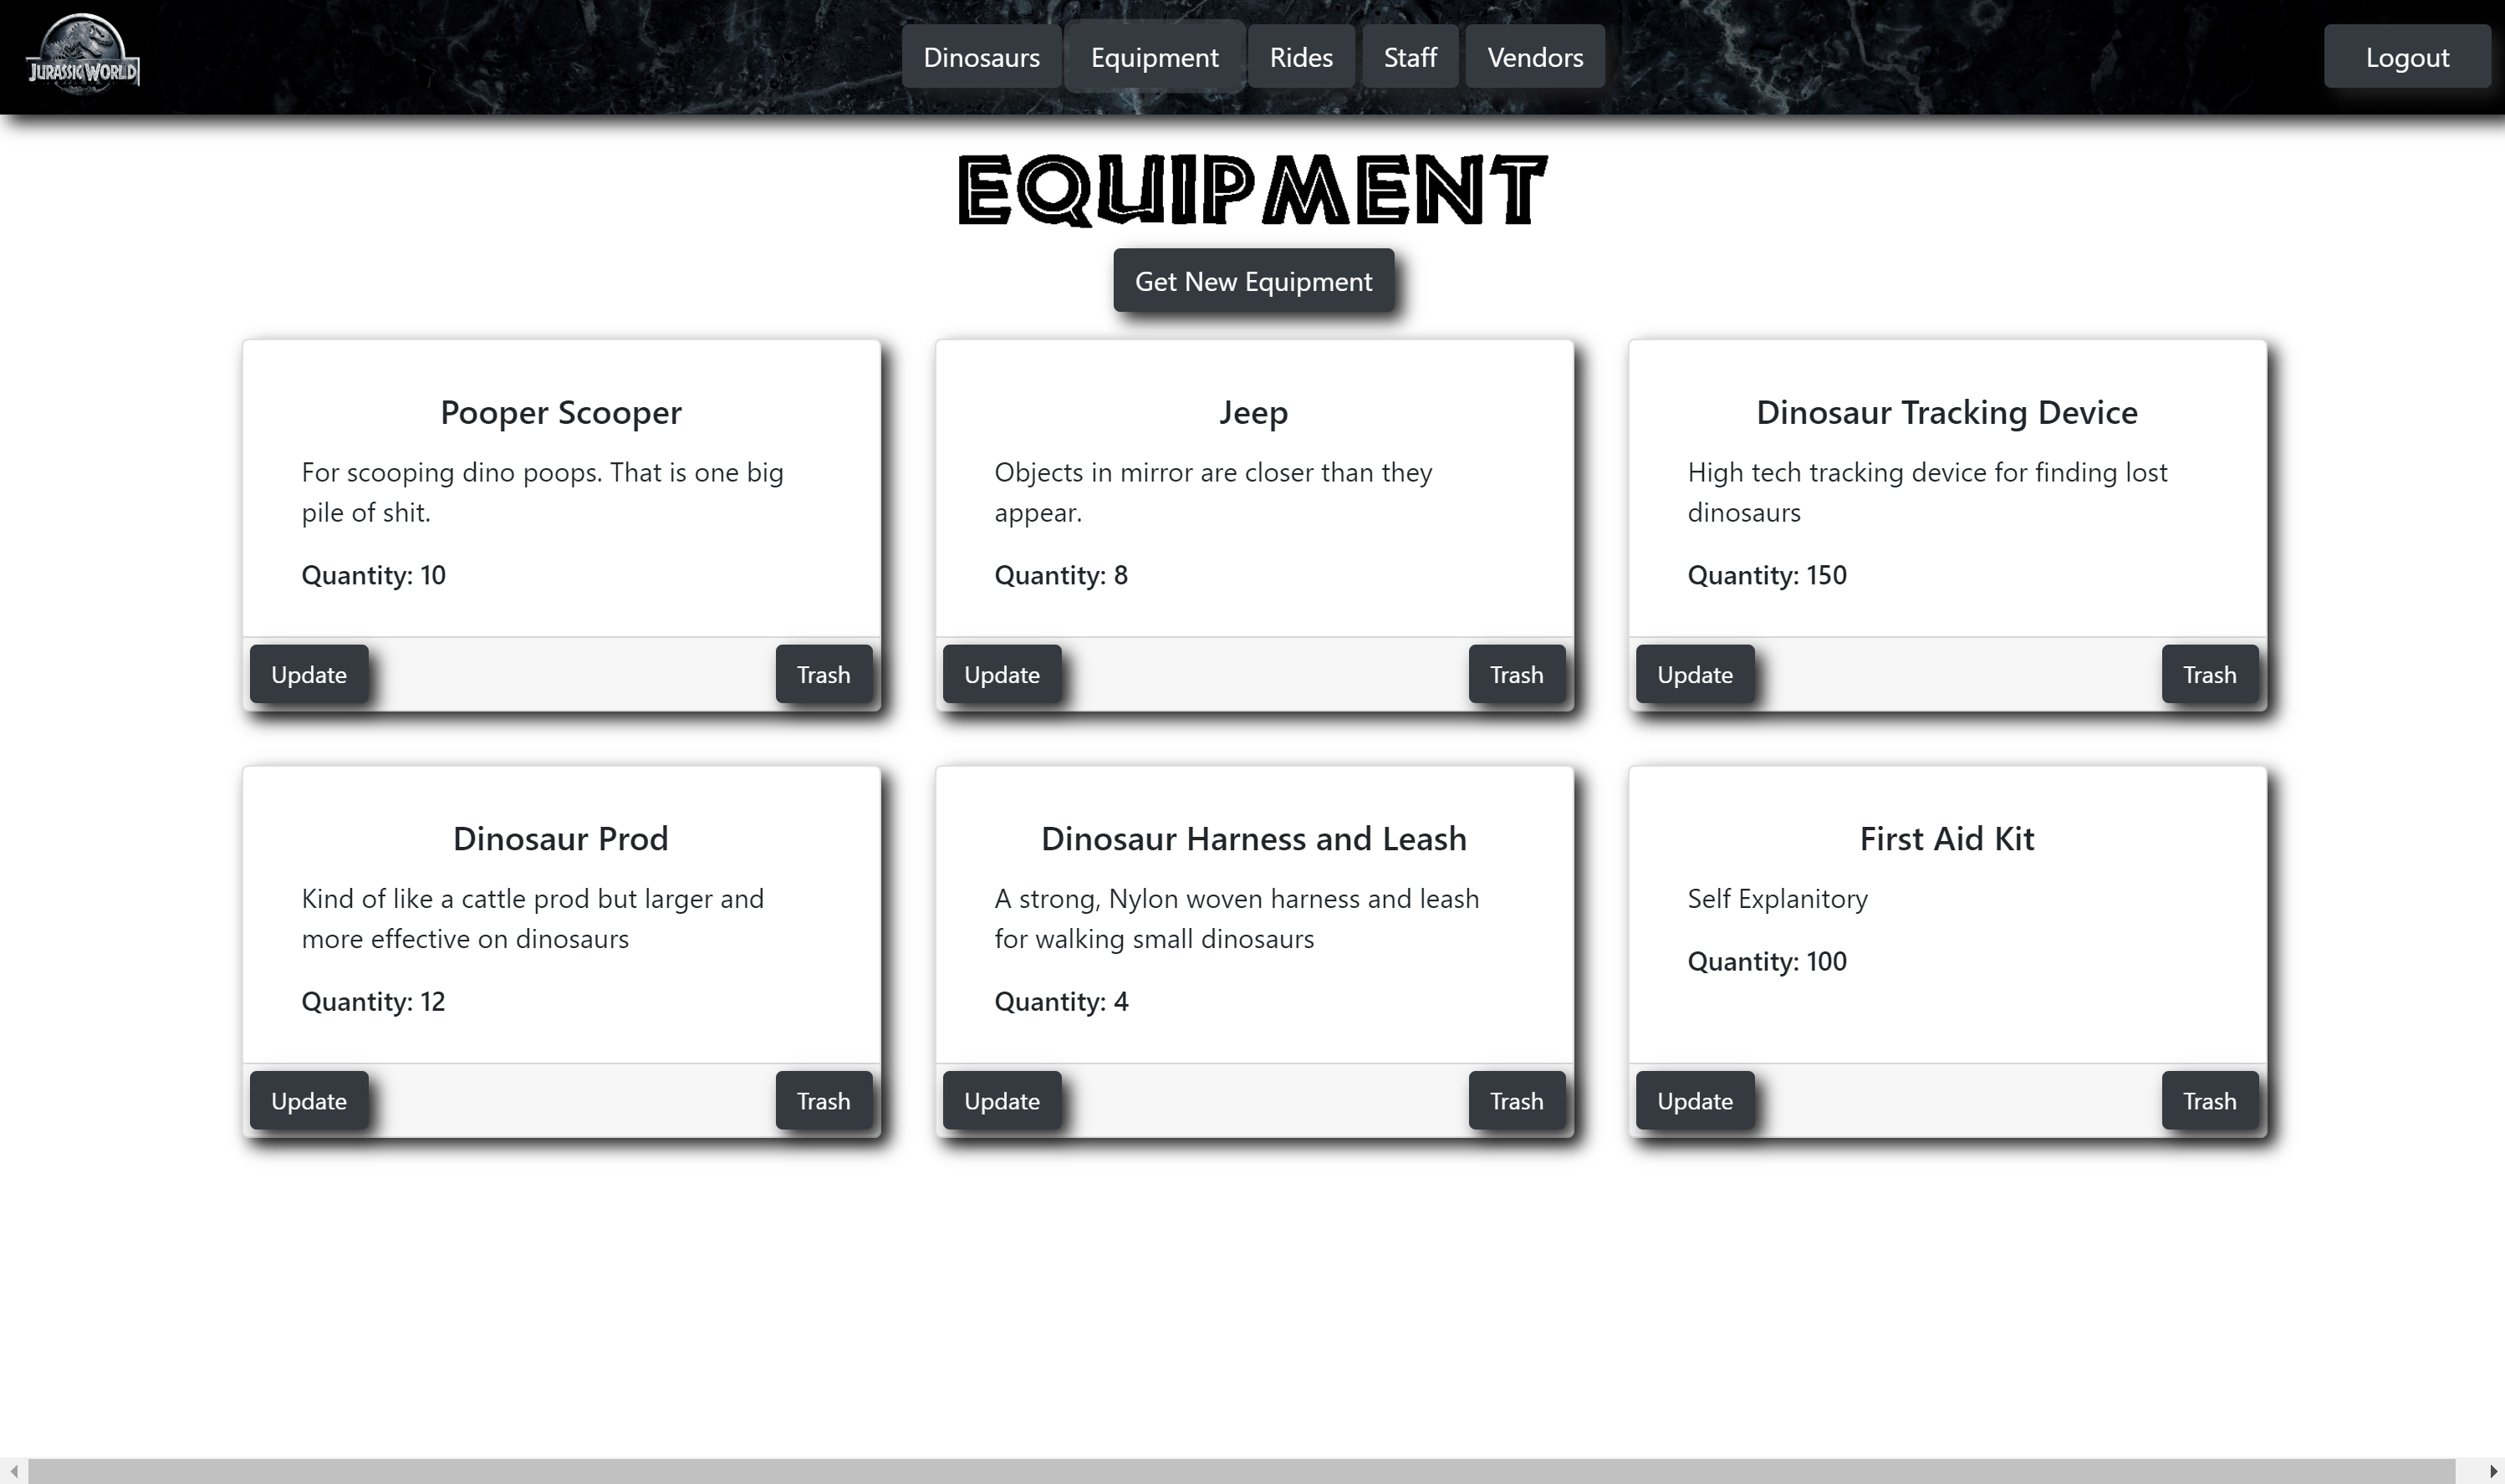 JURASSIC WORLD
Dinosaurs
Equipment
Rides
Staff
Vendors
Logout
EQUIPMENT
Get New Equipment
Pooper Scooper
For scooping dino poops. That is one big
pile of shit.
Quantity: 10
Update
Trash
Jeep
Objects in mirror are closer than they
appear.
Quantity: 8
Update
Trash
Dinosaur Tracking Device
High tech tracking device for finding lost
dinosaurs
Quantity: 150
Update
Trash
Dinosaur Prod
Kind of like a cattle prod but larger and
more effective on dinosaurs
Quantity: 12
Update
Trash
Dinosaur Harness and Leash
A strong, Nylon woven harness and leash
for walking small dinosaurs
Quantity: 4
Update
Trash
First Aid Kit
Self Explanitory
Quantity: 100
Update
Trash